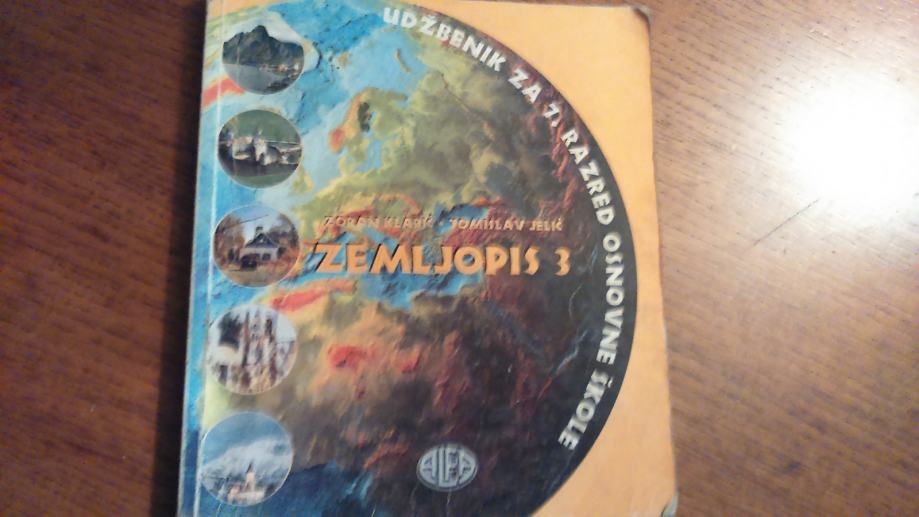 UDŽBENIK ZA 7. RAZRED OSNOVNE ŠKOLE
ZORAN KLARIĆ · TOMISLAV JELIĆ
ZEMLJOPIS 3
ALFA